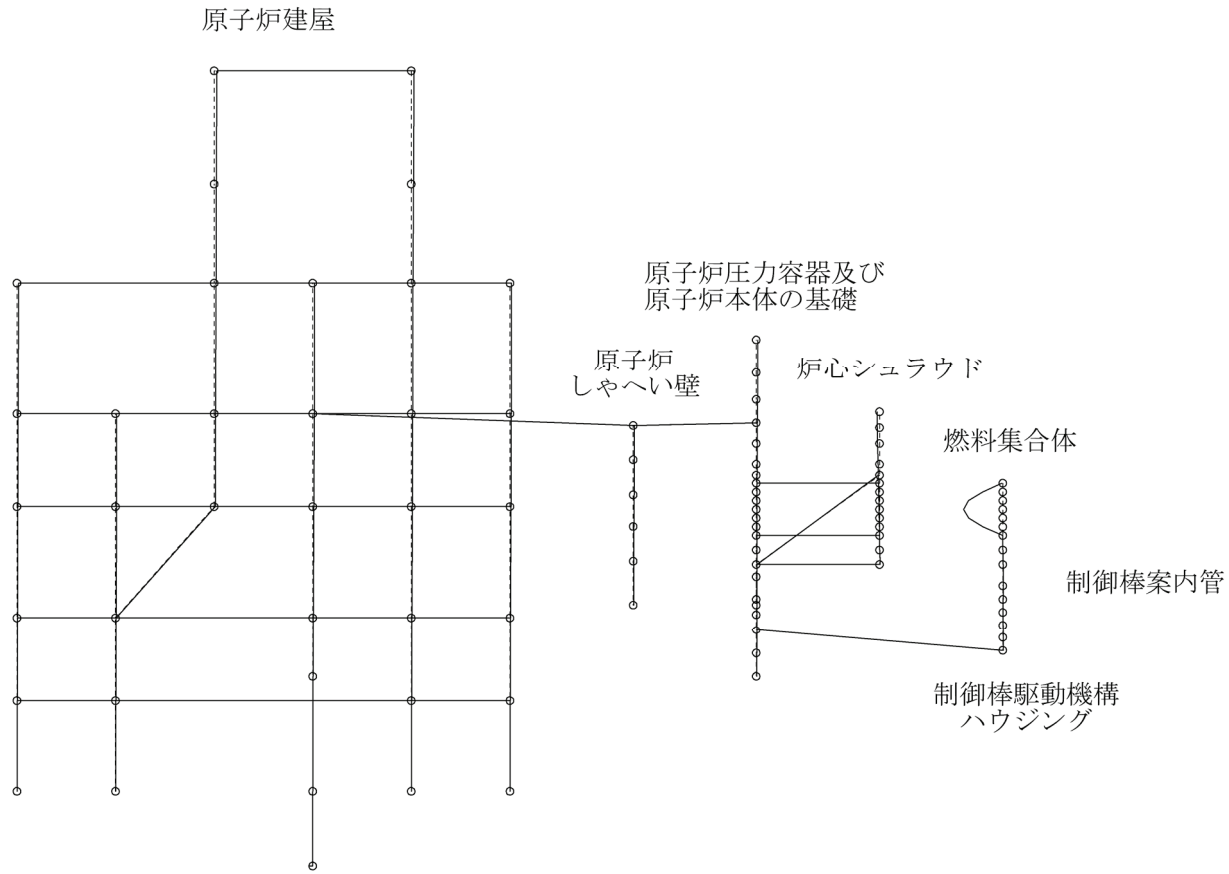 原子炉建屋
原子炉圧力容器及び
原子炉本体の基礎
原子炉
しゃへい壁
炉心シュラウド
燃料集合体
制御棒案内管
制御棒駆動機構
ハウジング